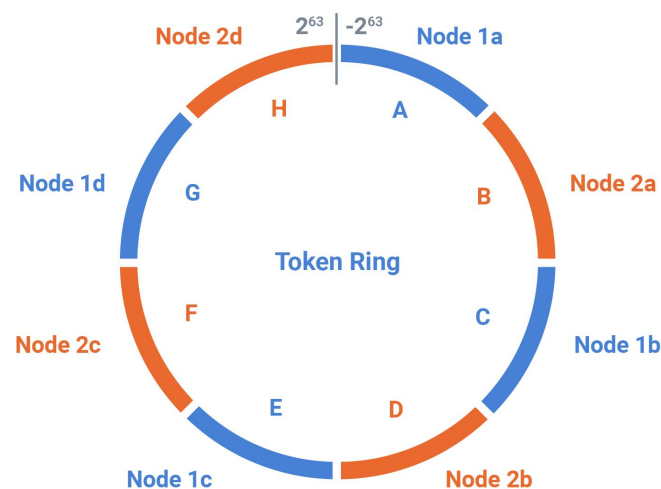 2⁶³ -2⁶³
Node 2d
Node 1a
H
A
Node 1d
G
B
Node 2a
Token Ring
Node 2c
F
C
Node 1b
E
D
Node 1c
Node 2b